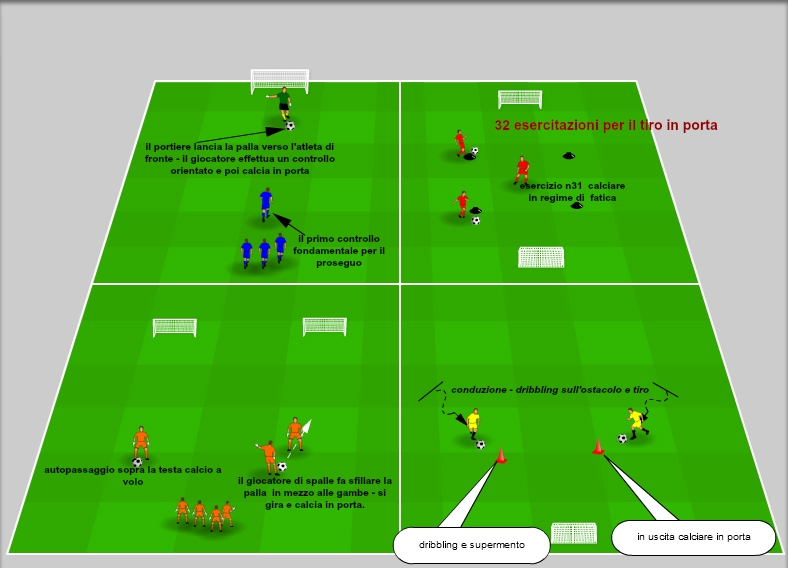 32 esercitazioni per il tiro in porta
il portiere lancia la palla verso l'atleta di
fronte - il giocatore effettua un controllo
orientato e poi calcia in porta
esercizio n31 calciare
in regime di fatica
il primo controllo
fondamentale per il
proseguo
conduzione - dribbling sull'ostacolo e tiro
autopassaggio sopra la testa calcio a
volo
il giocatore di spalle fa sfillare la
palla in mezzo alle gambe - si
gira e calcia in porta.
dribbling e supermento
in uscita calciare in porta